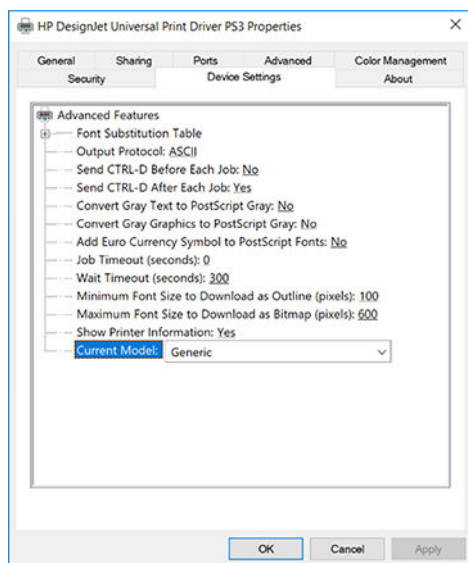 HP DesignJet Universal Print Driver PS3 Properties
General Sharing Ports Advanced Color Management
Security Device Settings About
Advanced Features
Font Substitution Table
Output Protocol: ASCII
Send CTRL-D Before Each Job: No
Send CTRL-D After Each Job: Yes
Convert Gray Text to PostScript Gray: No
Convert Gray Graphics to PostScript Gray: No
Add Euro Currency Symbol to PostScript Fonts: No
Job Timeout (seconds): 0
Wait Timeout (seconds): 300
Minimum Font Size to Download as Outline (pixels): 100
Maximum Font Size to Download as Bitmap (pixels): 600
Show Printer Information: Yes
Current Model: Generic
OK Cancel Apply